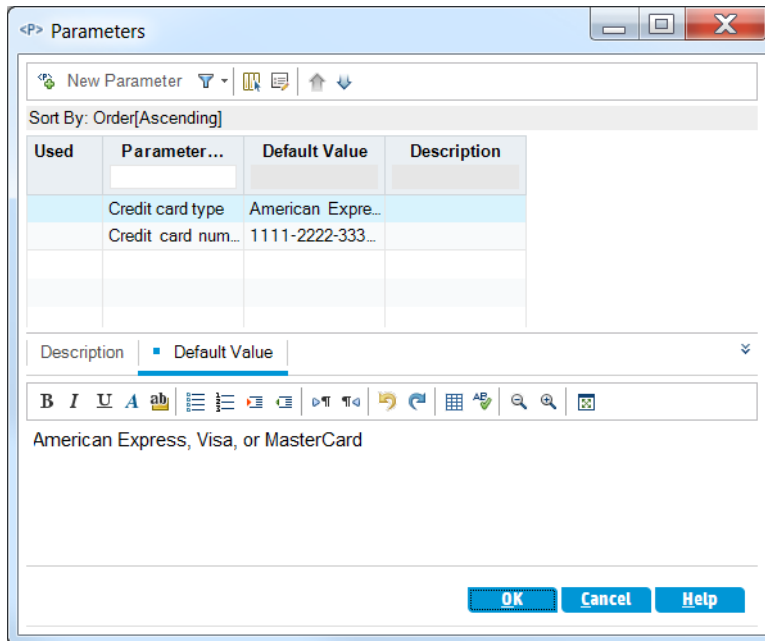 <P> Parameters
New Parameter
Sort By: Order[Ascending]
Used Parameter... Default Value Description
Credit card type American Expre...
Credit card num... 1111-2222-333...
Description Default Value
B I U A ab
American Express, Visa, or MasterCard
OK Cancel Help